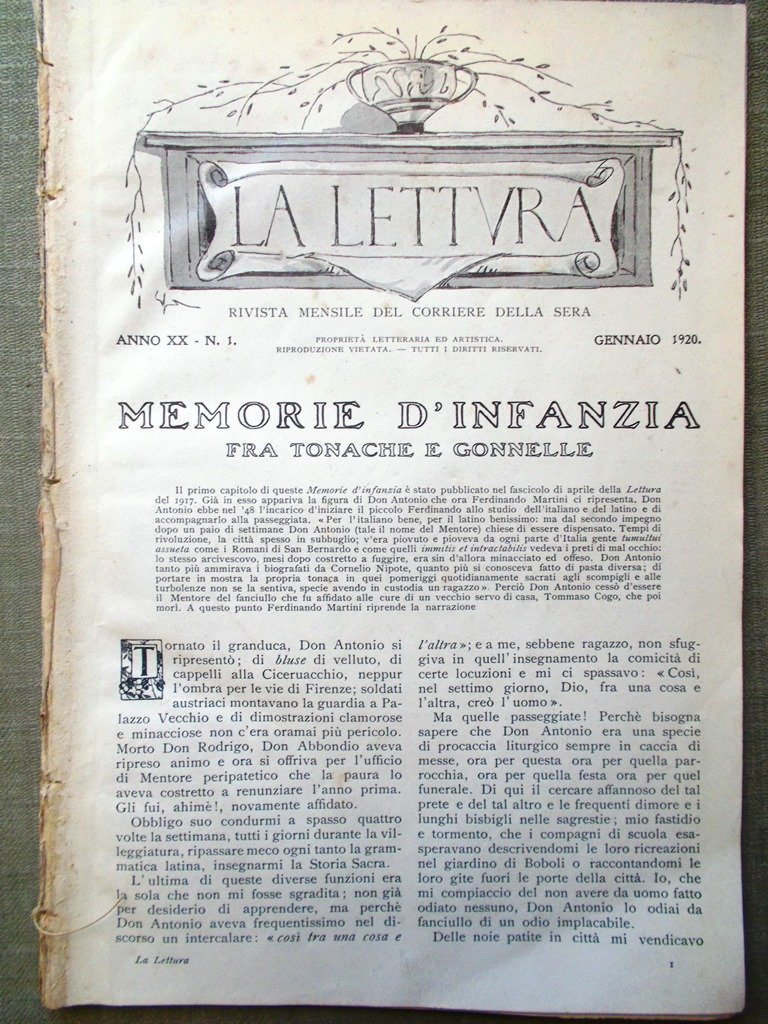 LA LETTVRA
RIVISTA MENSILE DEL CORRIERE DELLA SERA
ANNO XX - N. 1.
PROPRIETÀ LETTERARIA ED ARTISTICA.
RIPRODUZIONE VIETATA. — TUTTI I DIRITTI RISERVATI.
GENNAIO 1920.
MEMORIE D'INFANZIA
FRA TONACHE E GONNELLE
Il primo capitolo di queste Memorie d'infanzia è stato pubblicato nel fascicolo di aprile della Lettura
del 1917. Già in esso appariva la figura di Don Antonio che ora Ferdinando Martini ci ripresenta. Don
Antonio ebbe nel '48 l'incarico d'iniziare il piccolo Ferdinando allo studio dell'italiano e del latino e di
accompagnarlo alla passeggiata. «Per l'italiano bene, per il latino benissimo: ma dal secondo impegno
dopo un paio di settimane Don Antonio (tale il nome del Mentore) chiese di essere dispensato. Tempi di
rivoluzione, la città spesso in subbuglio; v'era piovuto e pioveva da ogni parte d'Italia gente tumultui
assueta come i Romani di San Bernardo e come quelli immitis et intractabilis vedeva i preti di mal occhio:
lo stesso arcivescovo, mesi dopo costretto a fuggire, era sin d'allora minacciato ed offeso. Don Antonio
tanto più ammirava i biografati da Cornelio Nipote, quanto più si conosceva fatto di pasta diversa; di
portare in mostra la propria tonaca in quei pomeriggi quotidianamente sacrati agli scompigli e alle
turbolenze non se la sentiva, specie avendo in custodia un ragazzo». Perciò Don Antonio cessò d'essere
il Mentore del fanciullo che fu affidato alle cure di un vecchio servo di casa, Tommaso Cogo, che poi
morì. A questo punto Ferdinando Martini riprende la narrazione
Tornato il granduca, Don Antonio si
ripresentò; di bluse di velluto, di
cappelli alla Ciceruacchio, neppur
l'ombra per le vie di Firenze; soldati
austriaci montavano la guardia a Pa-
lazzo Vecchio e di dimostrazioni clamorose
e minacciose non c'era oramai più pericolo.
Morto Don Rodrigo, Don Abbondio aveva
ripreso animo e ora si offriva per l'ufficio
di Mentore peripatetico che la paura lo
aveva costretto a renunziare l'anno prima.
Gli fui, ahimè!, novamente affidato.
Obbligo suo condurmi a spasso quattro
volte la settimana, tutti i giorni durante la vil-
leggiatura, ripassare meco ogni tanto la gram-
matica latina, insegnarmi la Storia Sacra.
L'ultima di queste diverse funzioni era
la sola che non mi fosse sgradita; non già
per desiderio di apprendere, ma perchè
Don Antonio aveva frequentissimo nel di-
scorso un intercalare: «così tra una cosa e
l'altra»; e a me, sebbene ragazzo, non sfug-
giva in quell'insegnamento la comicità di
certe locuzioni e mi ci spassavo: «Così,
nel settimo giorno, Dio, fra una cosa e
l'altra, creò l'uomo».
Ma quelle passeggiate! Perchè bisogna
sapere che Don Antonio era una specie
di procaccia liturgico sempre in caccia di
messe, ora per questa ora per quella par-
rocchia, ora per quella festa ora per quel
funerale. Di qui il cercare affannoso del tal
prete e del tal altro e le frequenti dimore e i
lunghi bisbigli nelle sagrestie; mio fastidio
e tormento, che i compagni di scuola esa-
speravano descrivendomi le loro ricreazioni
nel giardino di Boboli o raccontandomi le
loro gite fuori le porte della città. Io, che
mi compiaccio del non avere da uomo fatto
odiato nessuno, Don Antonio lo odiai da
fanciullo di un odio implacabile.
Delle noie patite in città mi vendicavo
La Lettura
1